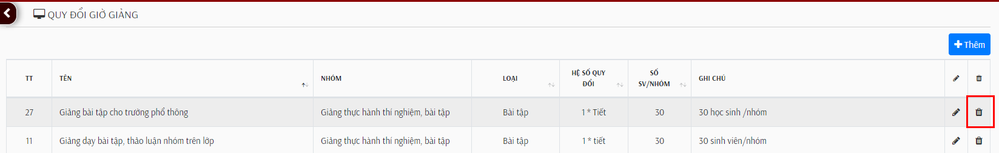 QUY ĐỔI GIỜ GIẢNG
Thêm
TT TÊN NHÓM LOẠI HỆ SỐ QUY ĐỔI SỐ SV/NHÓM GHI CHÚ
27 Giảng bài tập cho trường phổ thông Giảng thực hành thí nghiệm, bài tập Bài tập 1 * Tiết 30 30 học sinh /nhóm
11 Giảng dạy bài tập, thảo luận nhóm trên lớp Giảng thực hành thí nghiệm, bài tập Bài tập 1 * tiết 30 30 sinh viên/nhóm